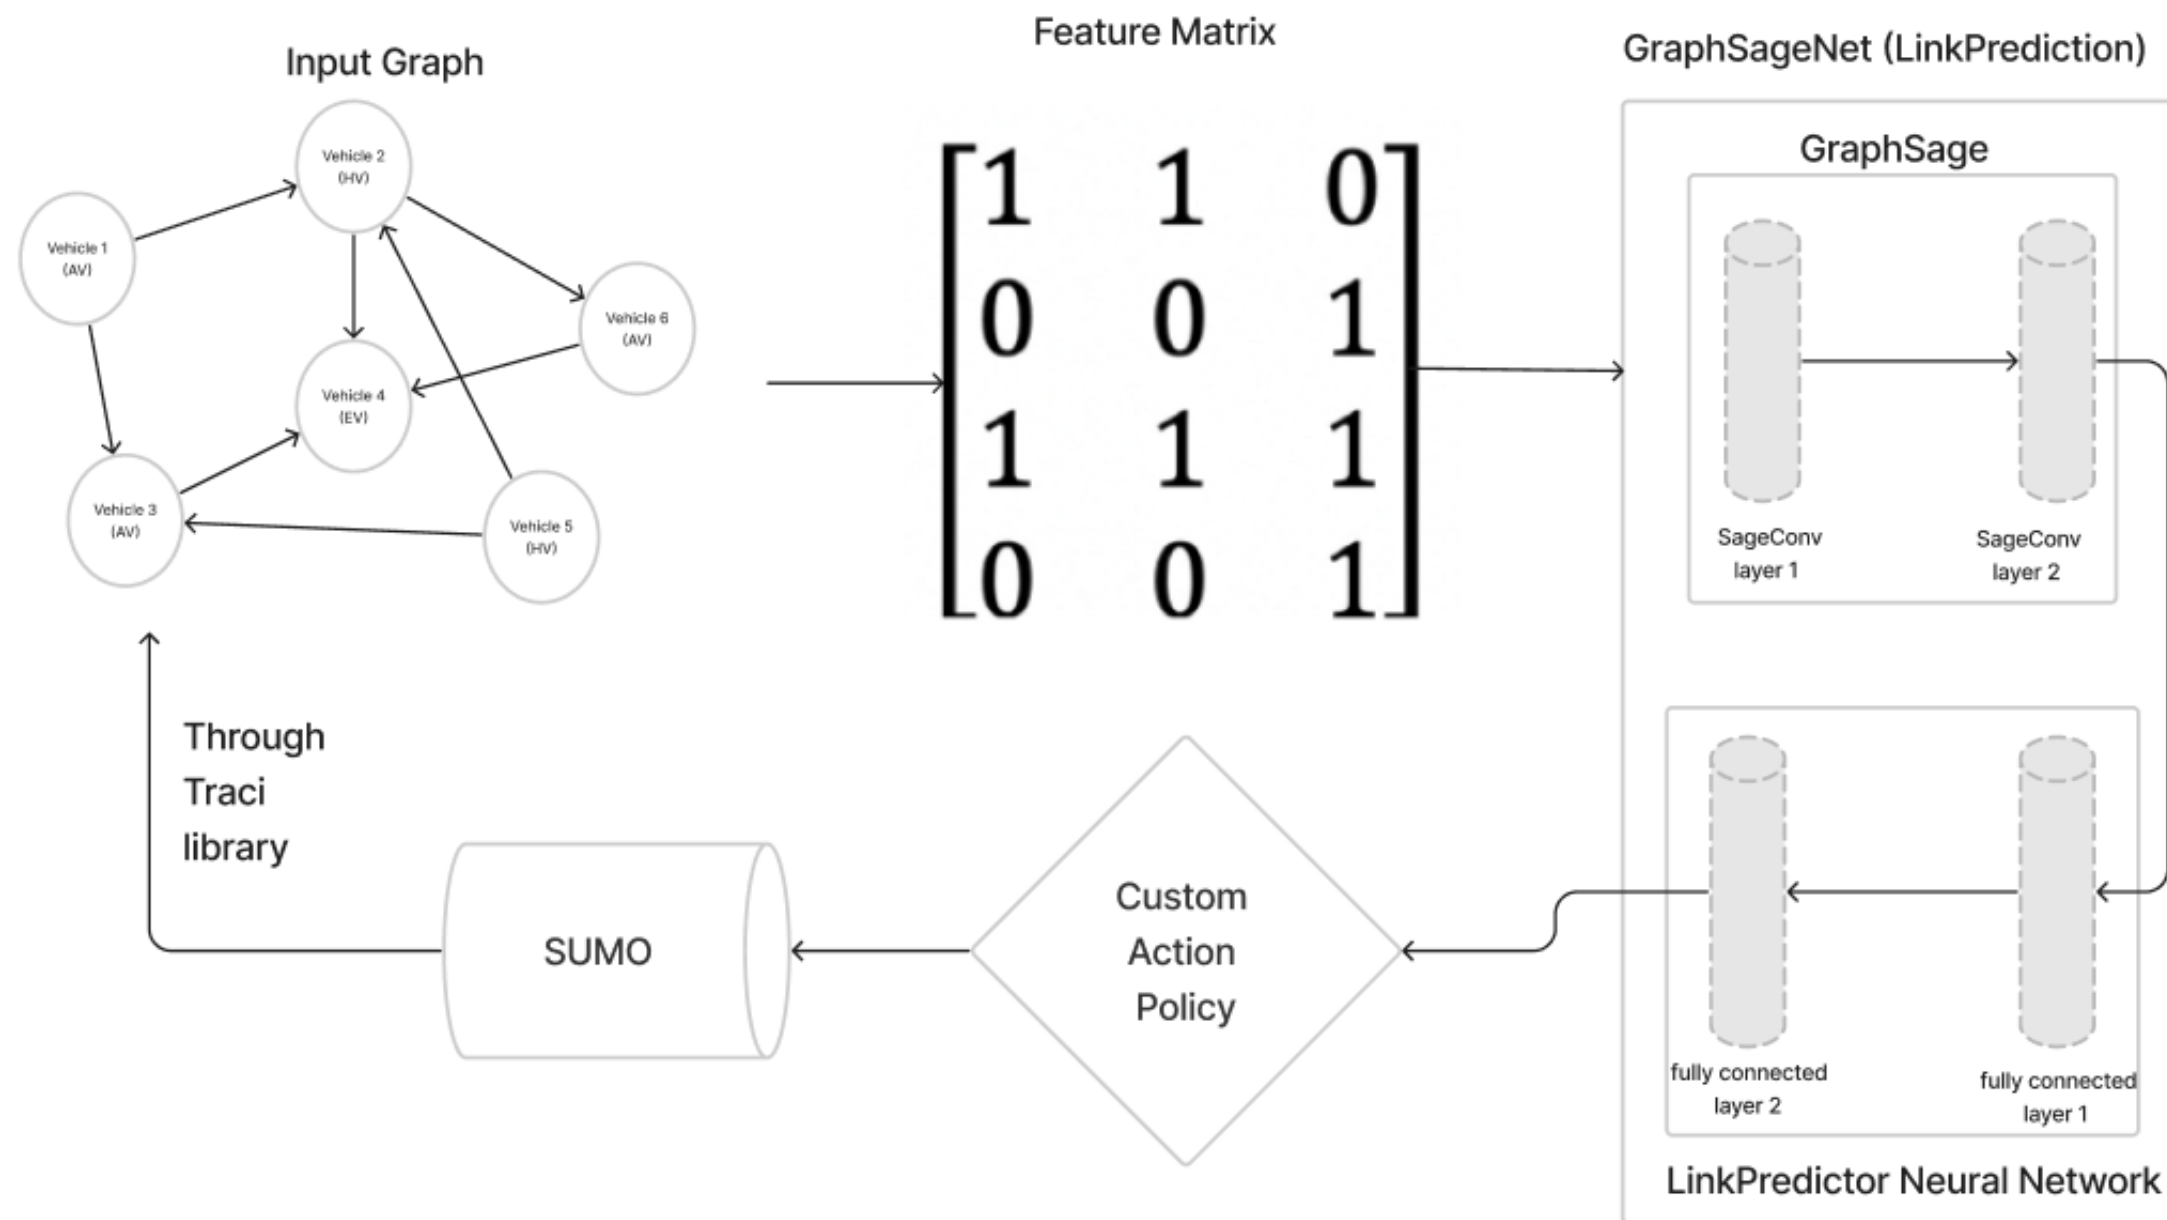 Input Graph
Feature Matrix
GraphSageNet (LinkPrediction)
Vehicle 1
(AV)
Vehicle 2
(HV)
Vehicle 6
(AV)
Vehicle 4
(EV)
Vehicle 3
(AV)
Vehicle 5
(HV)
1 1 0
0 0 1
1 1 1
0 0 1
GraphSage
SageConv
layer 1
SageConv
layer 2
Through
Traci
library
SUMO
Custom
Action
Policy
fully connected
layer 2
fully connected
layer 1
LinkPredictor Neural Network